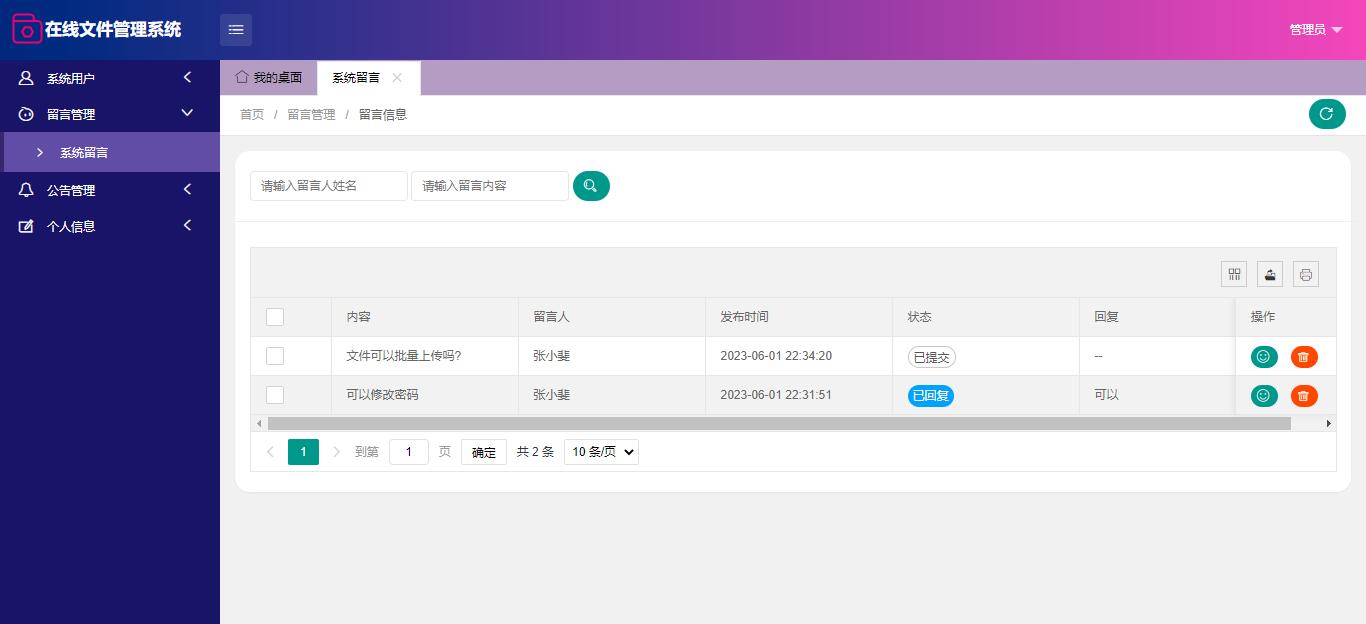 在线文件管理系统
管理员
系统用户
留言管理
系统留言
公告管理
个人信息
我的桌面 系统留言
首页 / 留言管理 / 留言信息
请输入留言人姓名 请输入留言内容
内容 留言人 发布时间 状态 回复 操作
文件可以批量上传吗? 张小斐 2023-06-01 22:34:20 已提交 --
可以修改密码 张小斐 2023-06-01 22:31:51 已回复 可以
1 到第 1 页 确定 共 2 条 10 条/页